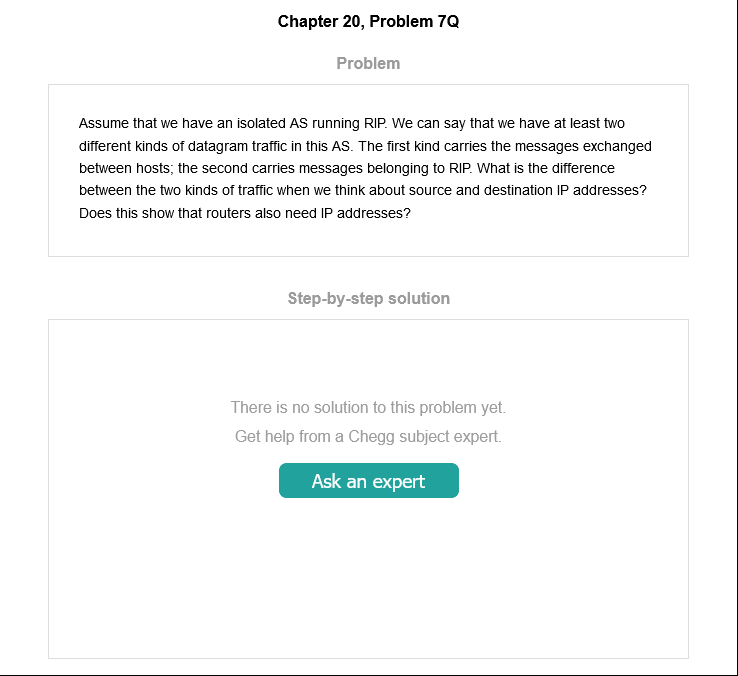 Chapter 20, Problem 7Q
Problem
Assume that we have an isolated AS running RIP. We can say that we have at least two
different kinds of datagram traffic in this AS. The first kind carries the messages exchanged
between hosts; the second carries messages belonging to RIP. What is the difference
between the two kinds of traffic when we think about source and destination IP addresses?
Does this show that routers also need IP addresses?
Step-by-step solution
There is no solution to this problem yet.
Get help from a Chegg subject expert.
Ask an expert